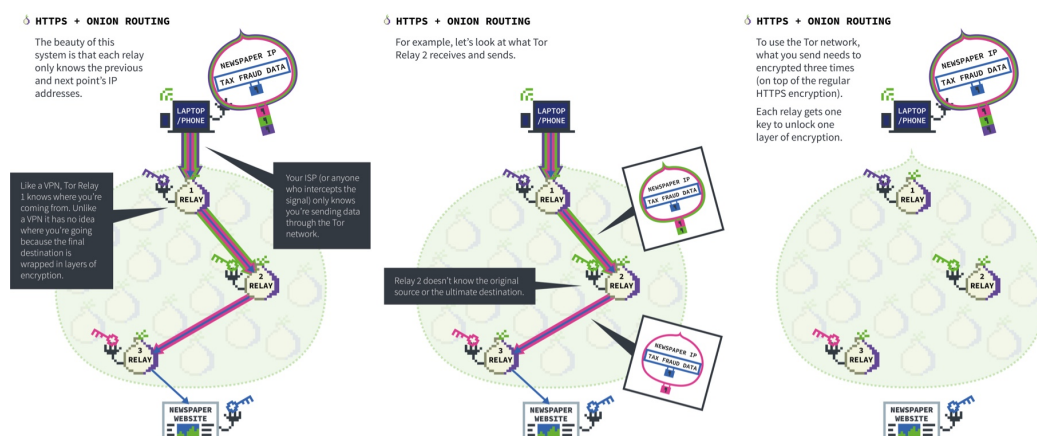 HTTPS + ONION ROUTING
The beauty of this
system is that each relay
only knows the previous
and next point's IP
addresses.
NEWSPAPER IP
TAX FRAUD DATA
LAPTOP
/PHONE
Like a VPN, Tor Relay
1 knows where you're
coming from. Unlike
a VPN it has no idea
where you're going
because the final
destination is
wrapped in layers of
encryption.
Your ISP (or anyone
who intercepts the
signal) only knows
you're sending data
through the Tor
network.
1
RELAY
2
RELAY
3
RELAY
NEWSPAPER
WEBSITE
HTTPS + ONION ROUTING
For example, let's look at what Tor
Relay 2 receives and sends.
LAPTOP
/PHONE
1
RELAY
NEWSPAPER IP
TAX FRAUD DATA
Relay 2 doesn't know the original
source or the ultimate destination.
2
RELAY
3
RELAY
NEWSPAPER IP
TAX FRAUD DATA
NEWSPAPER
WEBSITE
HTTPS + ONION ROUTING
To use the Tor network,
what you send needs to
encrypted three times
(on top of the regular
HTTPS encryption).
Each relay gets one
key to unlock one
layer of encryption.
NEWSPAPER IP
TAX FRAUD DATA
LAPTOP
/PHONE
1
RELAY
2
RELAY
3
RELAY
NEWSPAPER
WEBSITE